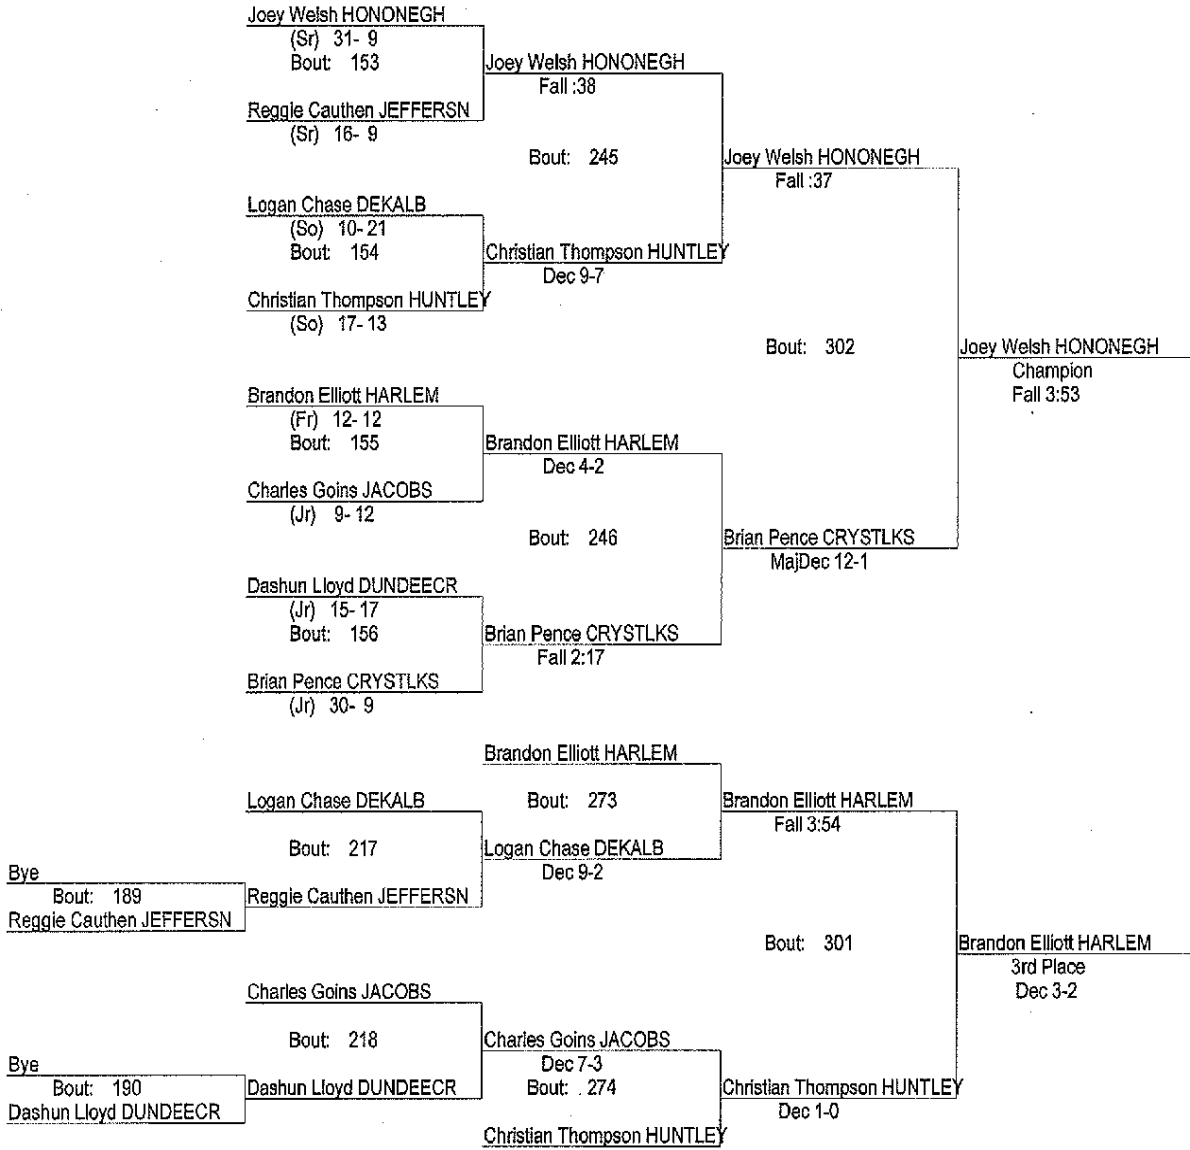 Joey Welsh HONONEGH
(Sr) 31- 9
Bout: 153
Joey Welsh HONONEGH
Fall :38
Reggie Cauthen JEFFERSN
(Sr) 16- 9
Bout: 245
Joey Welsh HONONEGH
Fall :37
Logan Chase DEKALB
(So) 10- 21
Bout: 154
Christian Thompson HUNTLEY
Dec 9-7
Christian Thompson HUNTLEY
(So) 17- 13
Bout: 302
Joey Welsh HONONEGH
Champion
Fall 3:53
Brandon Elliott HARLEM
(Fr) 12- 12
Bout: 155
Brandon Elliott HARLEM
Dec 4-2
Charles Goins JACOBS
(Jr) 9- 12
Bout: 246
Brian Pence CRYSTLKS
MajDec 12-1
Dashun Lloyd DUNDEECR
(Jr) 15- 17
Bout: 156
Brian Pence CRYSTLKS
Fall 2:17
Brian Pence CRYSTLKS
(Jr) 30- 9
Brandon Elliott HARLEM
Logan Chase DEKALB
Bout: 273
Brandon Elliott HARLEM
Fall 3:54
Bout: 217
Logan Chase DEKALB
Dec 9-2
Bye
Bout: 189
Reggie Cauthen JEFFERSN
Reggie Cauthen JEFFERSN
Bout: 301
Brandon Elliott HARLEM
3rd Place
Dec 3-2
Charles Goins JACOBS
Bout: 218
Charles Goins JACOBS
Dec 7-3
Bye
Bout: 190
Dashun Lloyd DUNDEECR
Bout: 274
Christian Thompson HUNTLEY
Dec 1-0
Dashun Lloyd DUNDEECR
Christian Thompson HUNTLEY